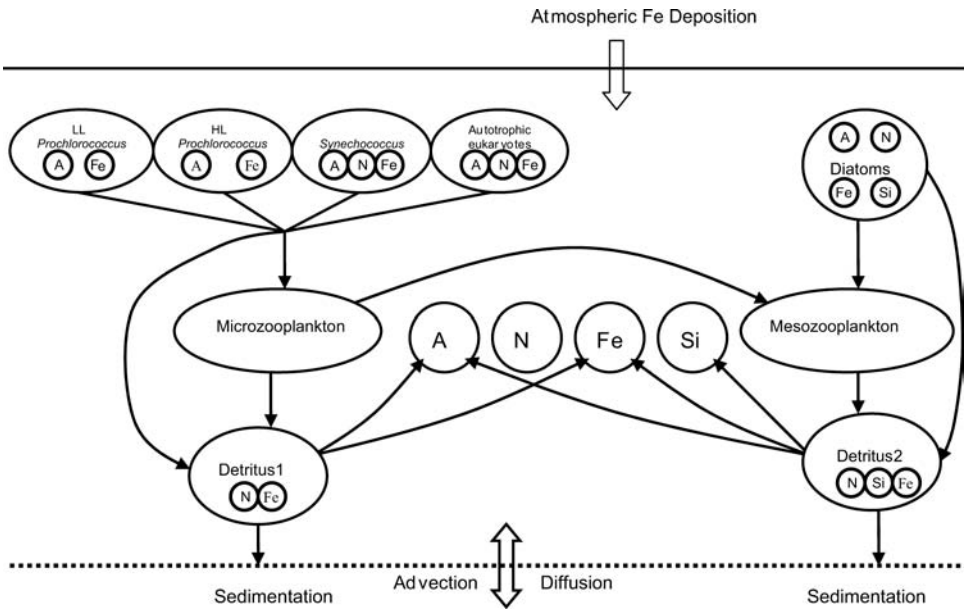 Atmospheric Fe Deposition
LL
Prochlorococcus
A Fe
HL
Prochlorococcus
A Fe
Synechococcus
A N Fe
Autotrophic
eukaryotes
A N Fe
A N
Diatoms
Fe Si
Microzooplankton
A N Fe Si
Mesozooplankton
Detritus1
N Fe
Detritus2
N Si Fe
Sedimentation
Advection Diffusion
Sedimentation